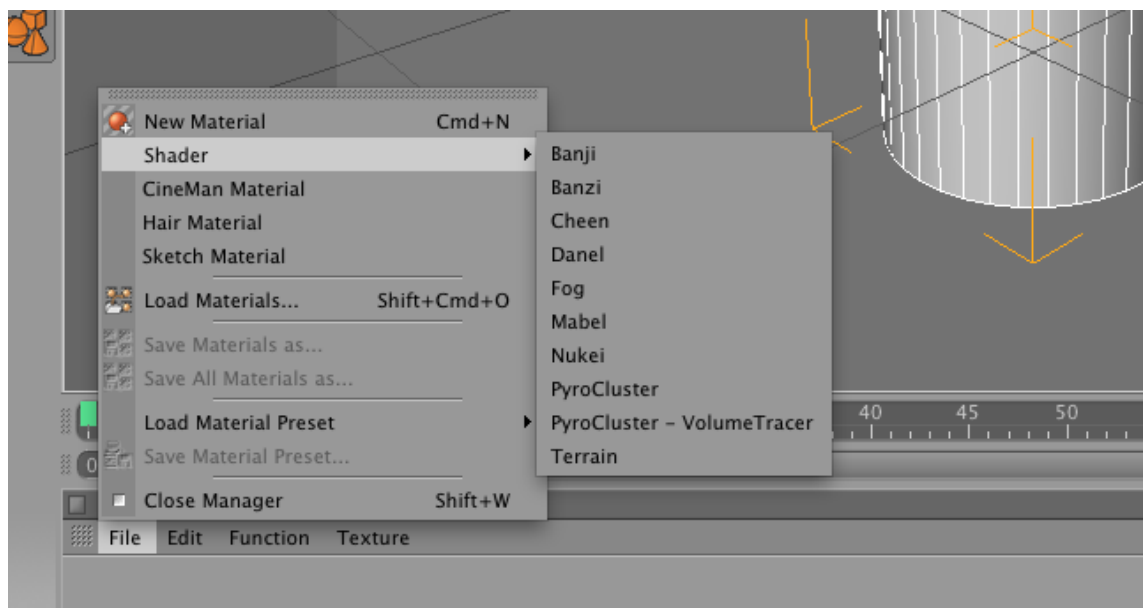 New Material Cmd+N
Shader
CineMan Material
Hair Material
Sketch Material
Load Materials... Shift+Cmd+O
Save Materials as...
Save All Materials as...
Load Material Preset
Save Material Preset...
Close Manager Shift+W
Banji
Banzi
Cheen
Danel
Fog
Mabel
Nukei
PyroCluster
PyroCluster - VolumeTracer
Terrain
40 45 50
0
File Edit Function Texture